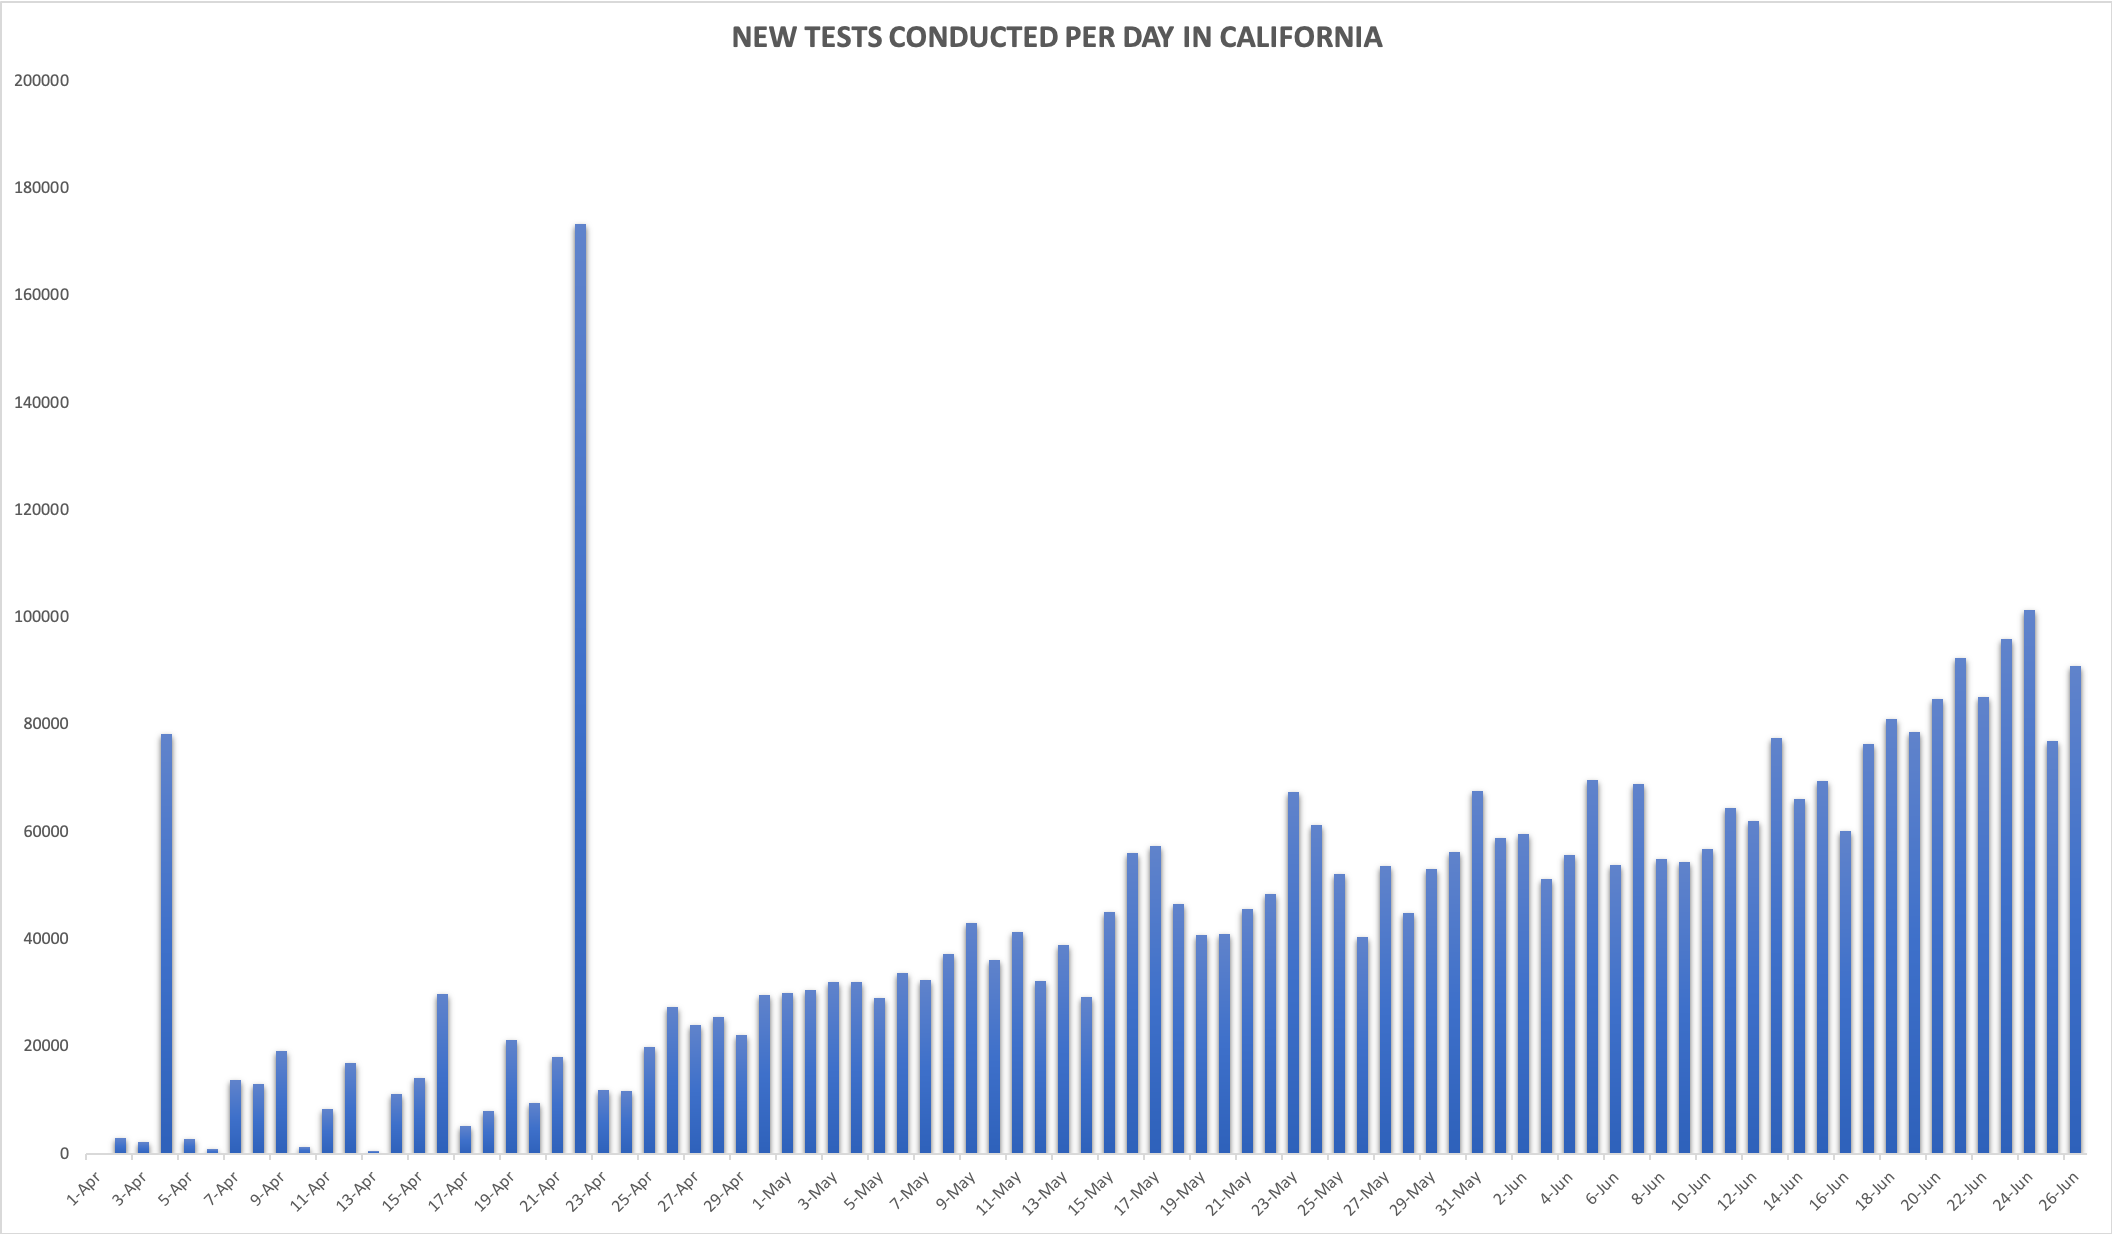 NEW TESTS CONDUCTED PER DAY IN CALIFORNIA
200000
180000
160000
140000
120000
100000
80000
60000
40000
20000
0
1-Apr
3-Apr
5-Apr
7-Apr
9-Apr
11-Apr
13-Apr
15-Apr
17-Apr
19-Apr
21-Apr
23-Apr
25-Apr
27-Apr
29-Apr
1-May
3-May
5-May
7-May
9-May
11-May
13-May
15-May
17-May
19-May
21-May
23-May
25-May
27-May
29-May
31-May
2-Jun
4-Jun
6-Jun
8-Jun
10-Jun
12-Jun
14-Jun
16-Jun
18-Jun
20-Jun
22-Jun
24-Jun
26-Jun